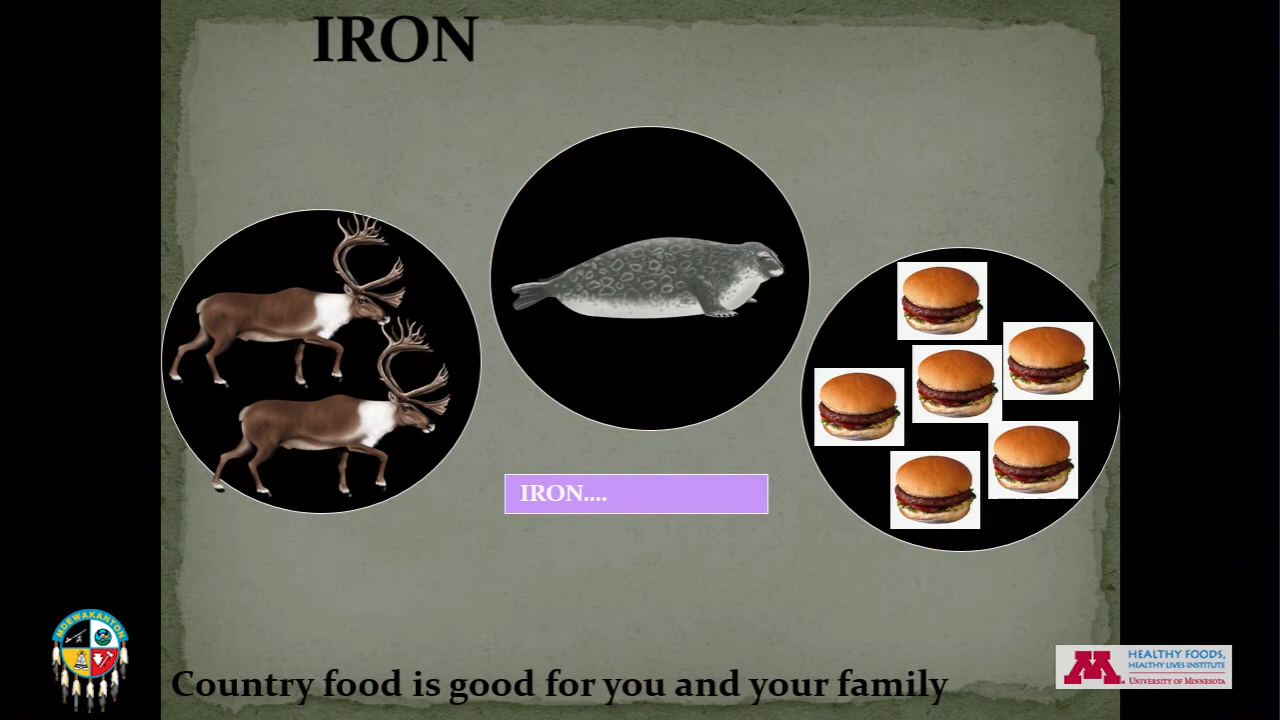 IRON
IRON....
MDEWAKANTON
Country food is good for you and your family
M
HEALTHY FOODS,
HEALTHY LIVES INSTITUTE
UNIVERSITY OF MINNESOTA